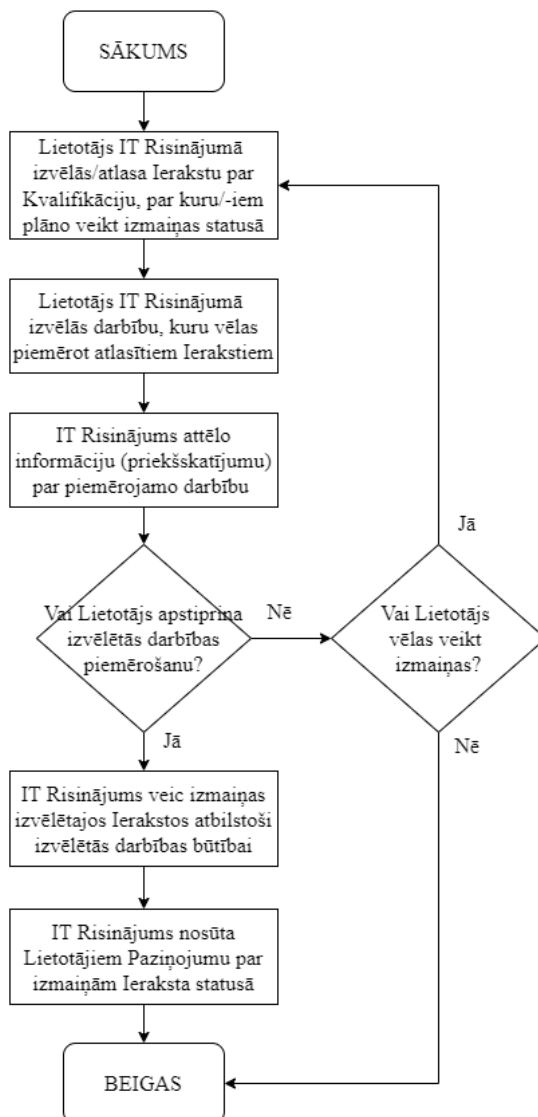 SĀKUMS
Lietotājs IT Risinājumā
izvēlās/atlasa Ierakstu par
Kvalifikāciju, par kuru/-iem
plāno veikt izmaiņas statusā
Lietotājs IT Risinājumā
izvēlās darbību, kuru vēlas
piemērot atlasītiem Ierakstiem
IT Risinājums attēlo
informāciju (priekšskatījumu)
par piemērojamo darbību
Jā
Vai Lietotājs apstiprina
izvēlētās darbības
piemērošanu?
Nē
Vai Lietotājs
vēlas veikt
izmaiņas?
Jā
Nē
IT Risinājums veic izmaiņas
izvēlētajos Ierakstos atbilstoši
izvēlētās darbības būtībai
IT Risinājums nosūta
Lietotājiem Paziņojumu par
izmaiņām Ieraksta statusā
BEIGAS